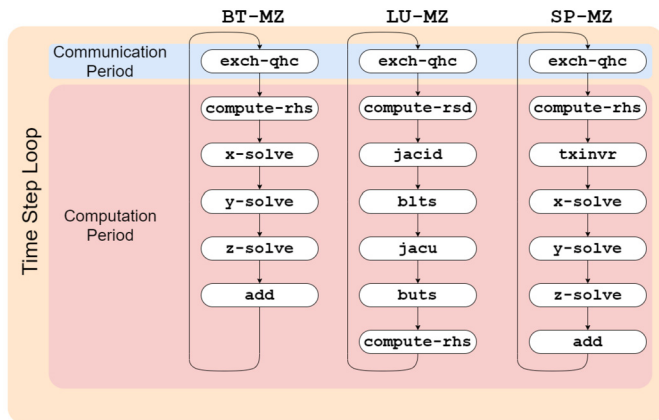 BT-MZ LU-MZ SP-MZ
Time Step Loop
Communication
Period
exch-qhc exch-qhc exch-qhc
Computation
Period
compute-rhs compute-rsd compute-rhs
x-solve jacid txinvr
y-solve blts x-solve
z-solve jacu y-solve
add buts z-solve
compute-rhs add